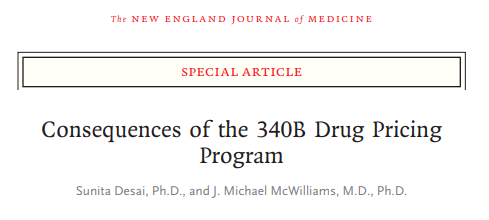 The NEW ENGLAND JOURNAL of MEDICINE
SPECIAL ARTICLE
Consequences of the 340B Drug Pricing
Program
Sunita Desai, Ph.D., and J. Michael McWilliams, M.D., Ph.D.